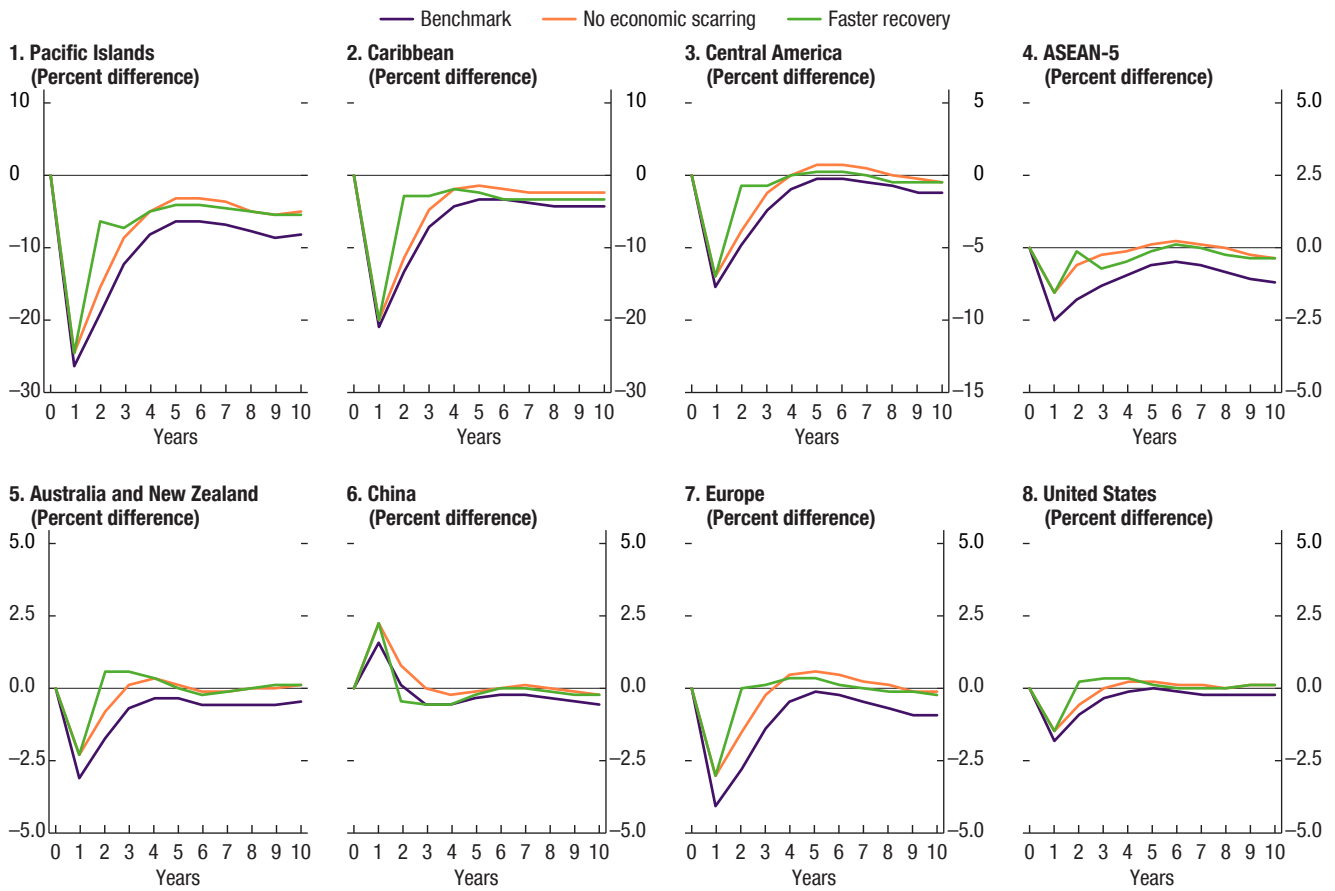 Benchmark No economic scarring Faster recovery
1. Pacific Islands
(Percent difference)
2. Caribbean
(Percent difference)
3. Central America
(Percent difference)
4. ASEAN-5
(Percent difference)
10
0
–10
–20
–30
0 1 2 3 4 5 6 7 8 9 10
Years
10
0
–10
–20
–30
0 1 2 3 4 5 6 7 8 9 10
Years
5
0
–5
–10
–15
0 1 2 3 4 5 6 7 8 9 10
Years
5.0
2.5
0.0
–2.5
–5.0
0 1 2 3 4 5 6 7 8 9 10
Years
5. Australia and New Zealand
(Percent difference)
6. China
(Percent difference)
7. Europe
(Percent difference)
8. United States
(Percent difference)
5.0
2.5
0.0
–2.5
–5.0
0 1 2 3 4 5 6 7 8 9 10
Years
5.0
2.5
0.0
–2.5
–5.0
0 1 2 3 4 5 6 7 8 9 10
Years
5.0
2.5
0.0
–2.5
–5.0
0 1 2 3 4 5 6 7 8 9 10
Years
5.0
2.5
0.0
–2.5
–5.0
0 1 2 3 4 5 6 7 8 9 10
Years